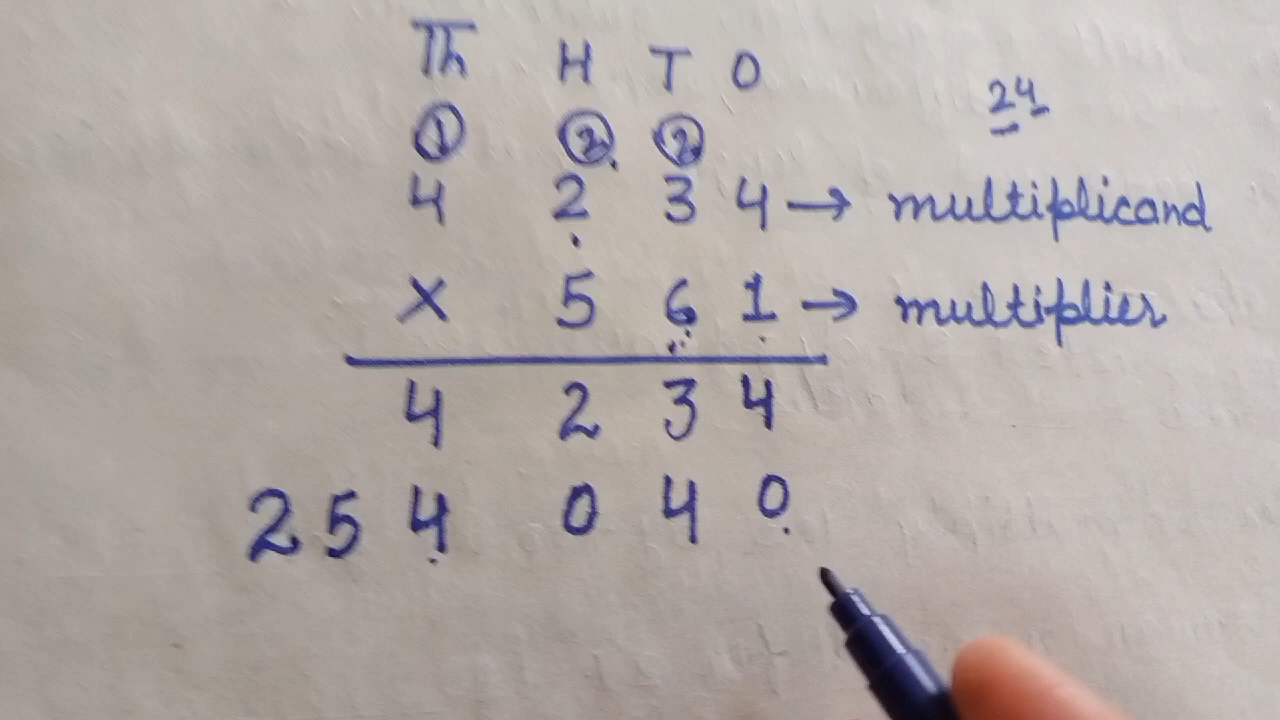 Th H T O
1 2 2
24
4 2 3 4 → multiplicand
× 5 6 1 → multiplier
4 2 3 4
2 5 4 0 4 0